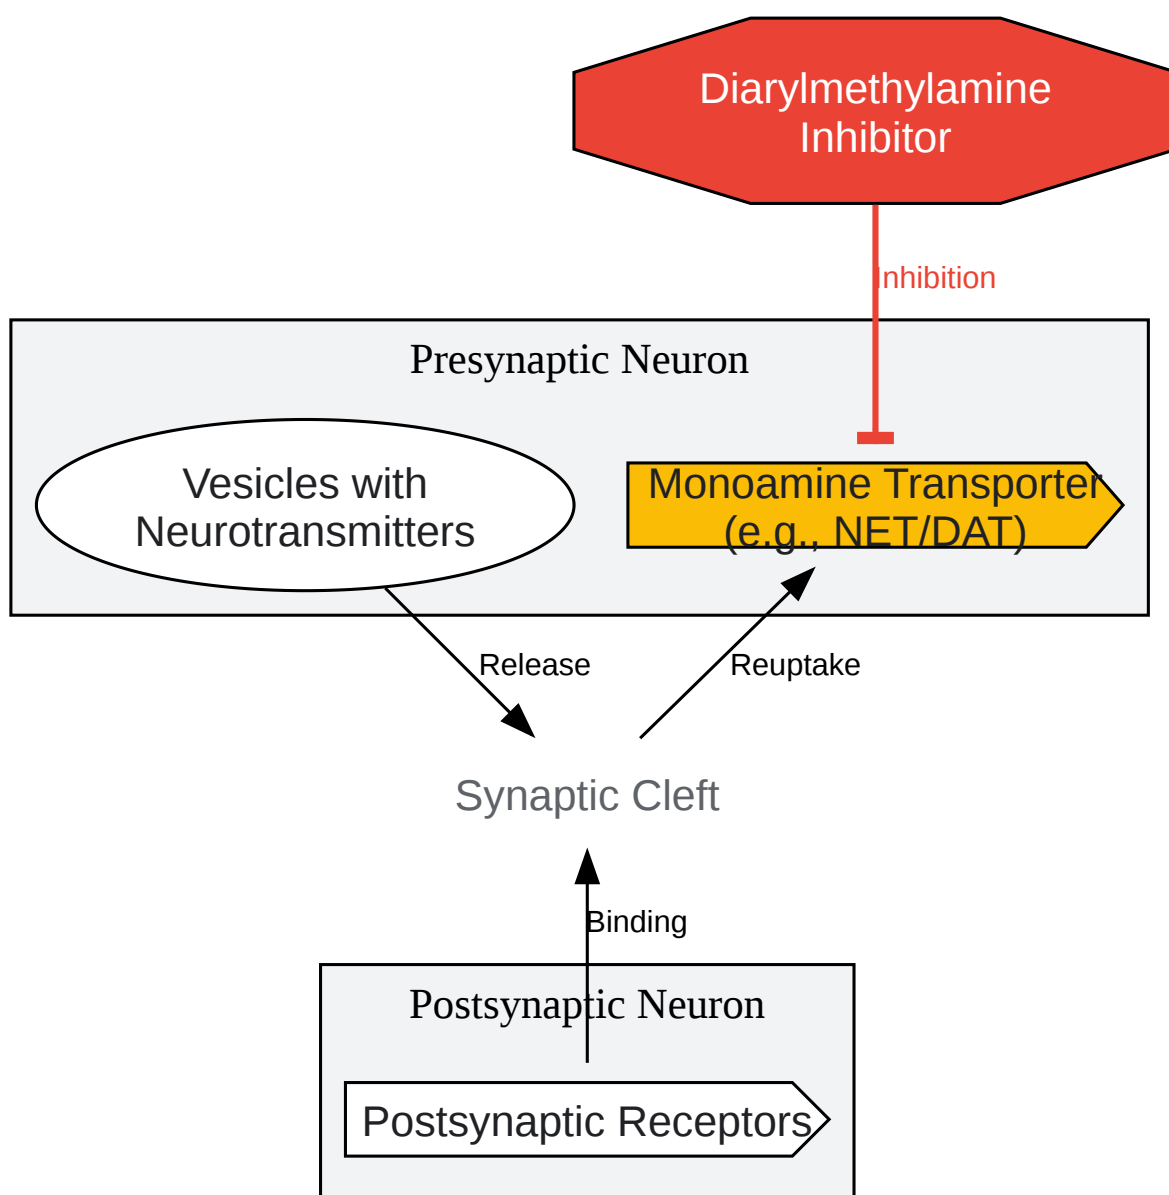 Diarylmethylamine
Inhibitor
Inhibition
Presynaptic Neuron
Vesicles with
Neurotransmitters
Monoamine Transporter
(e.g., NET/DAT)
Release
Reuptake
Synaptic Cleft
Binding
Postsynaptic Neuron
Postsynaptic Receptors